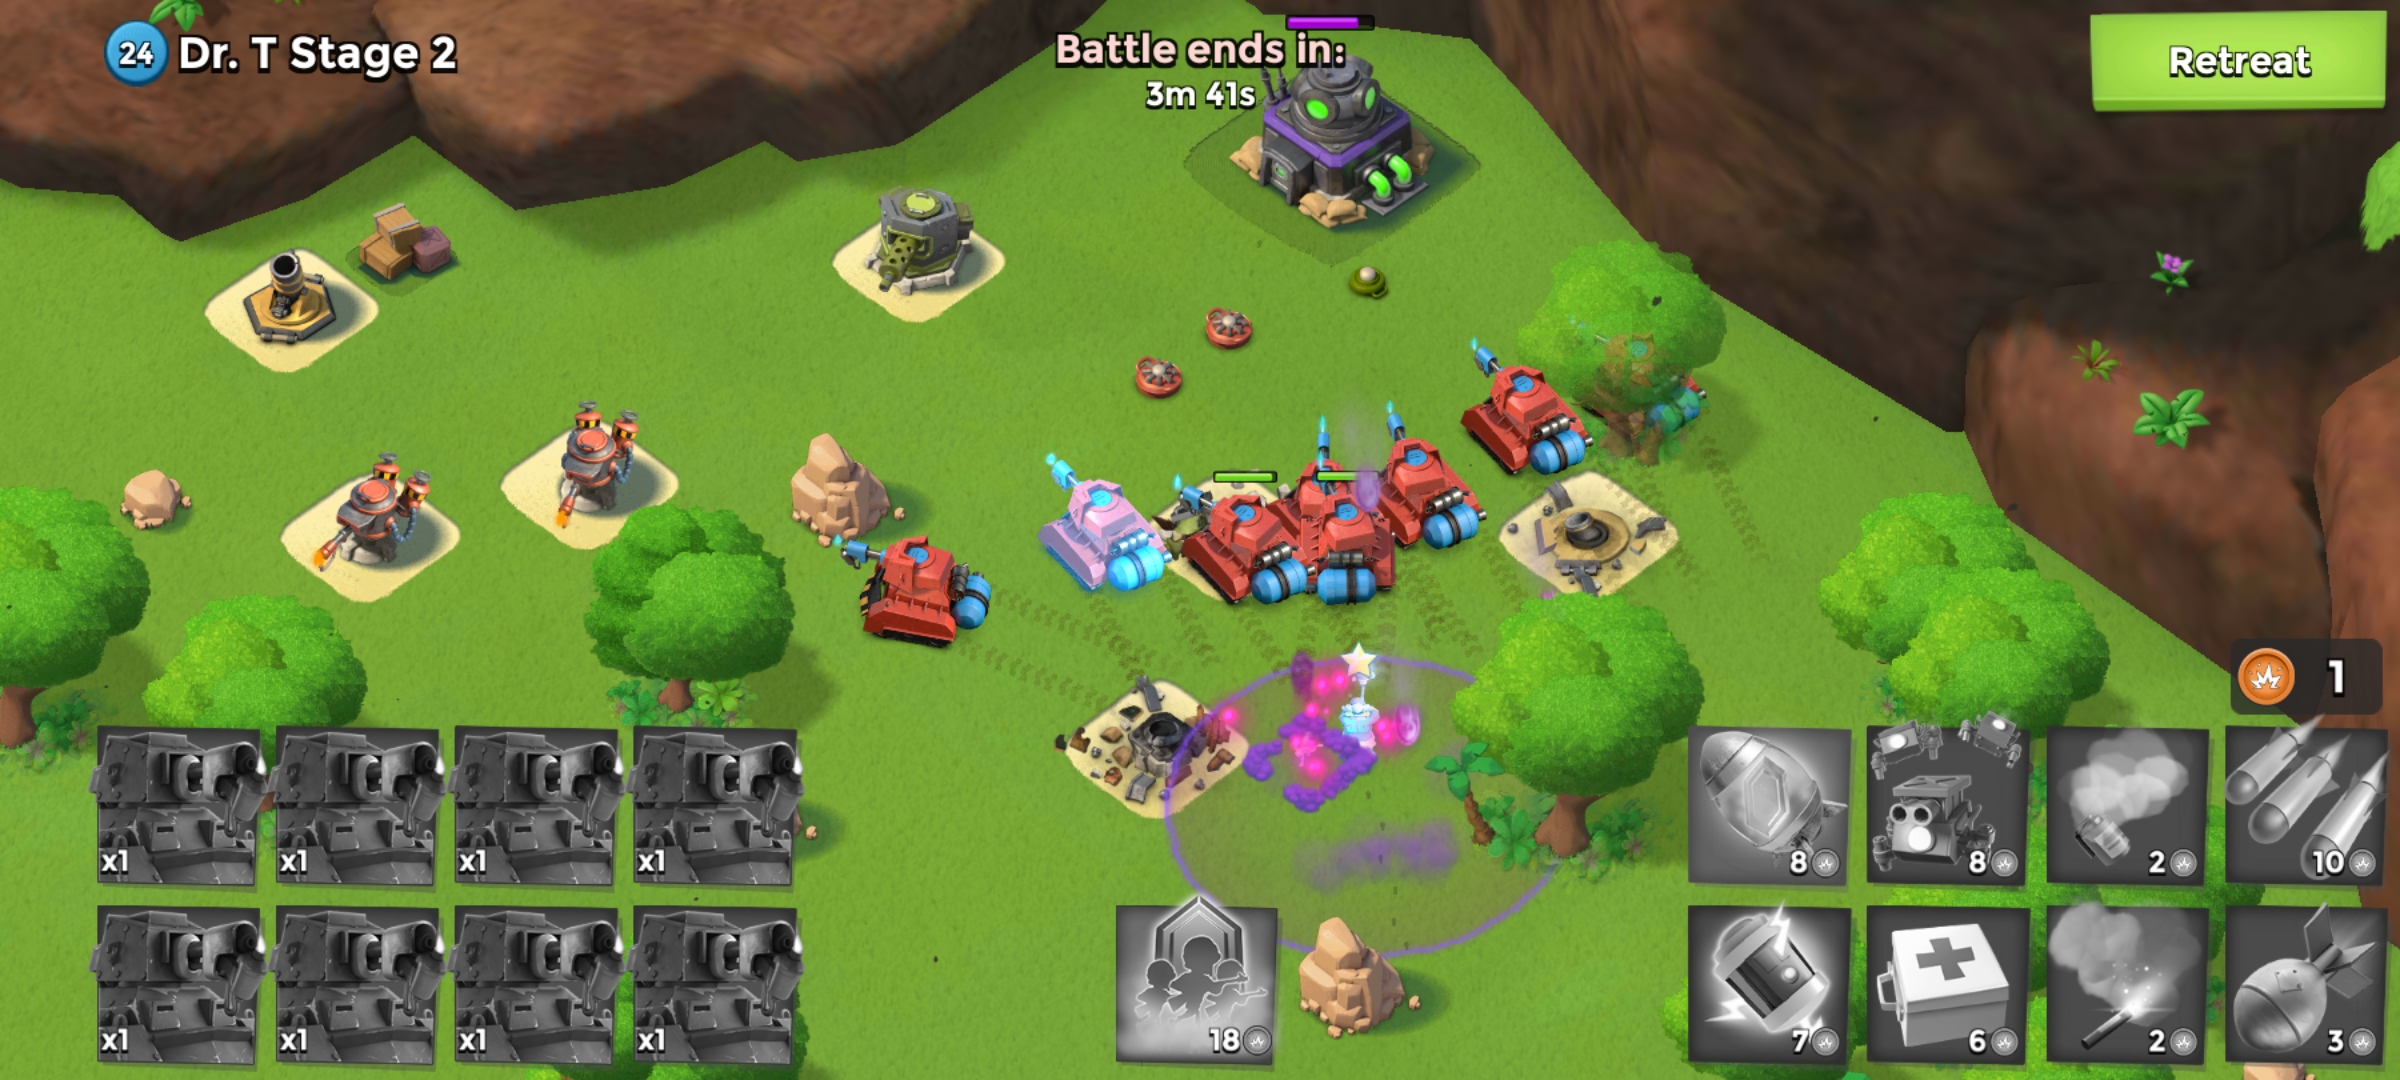 24 Dr. T Stage 2
Battle ends in:
3m 41s
Retreat
1
x1 x1 x1 x1
8 8 2 10
x1 x1 x1 x1
18
7 6 2 3